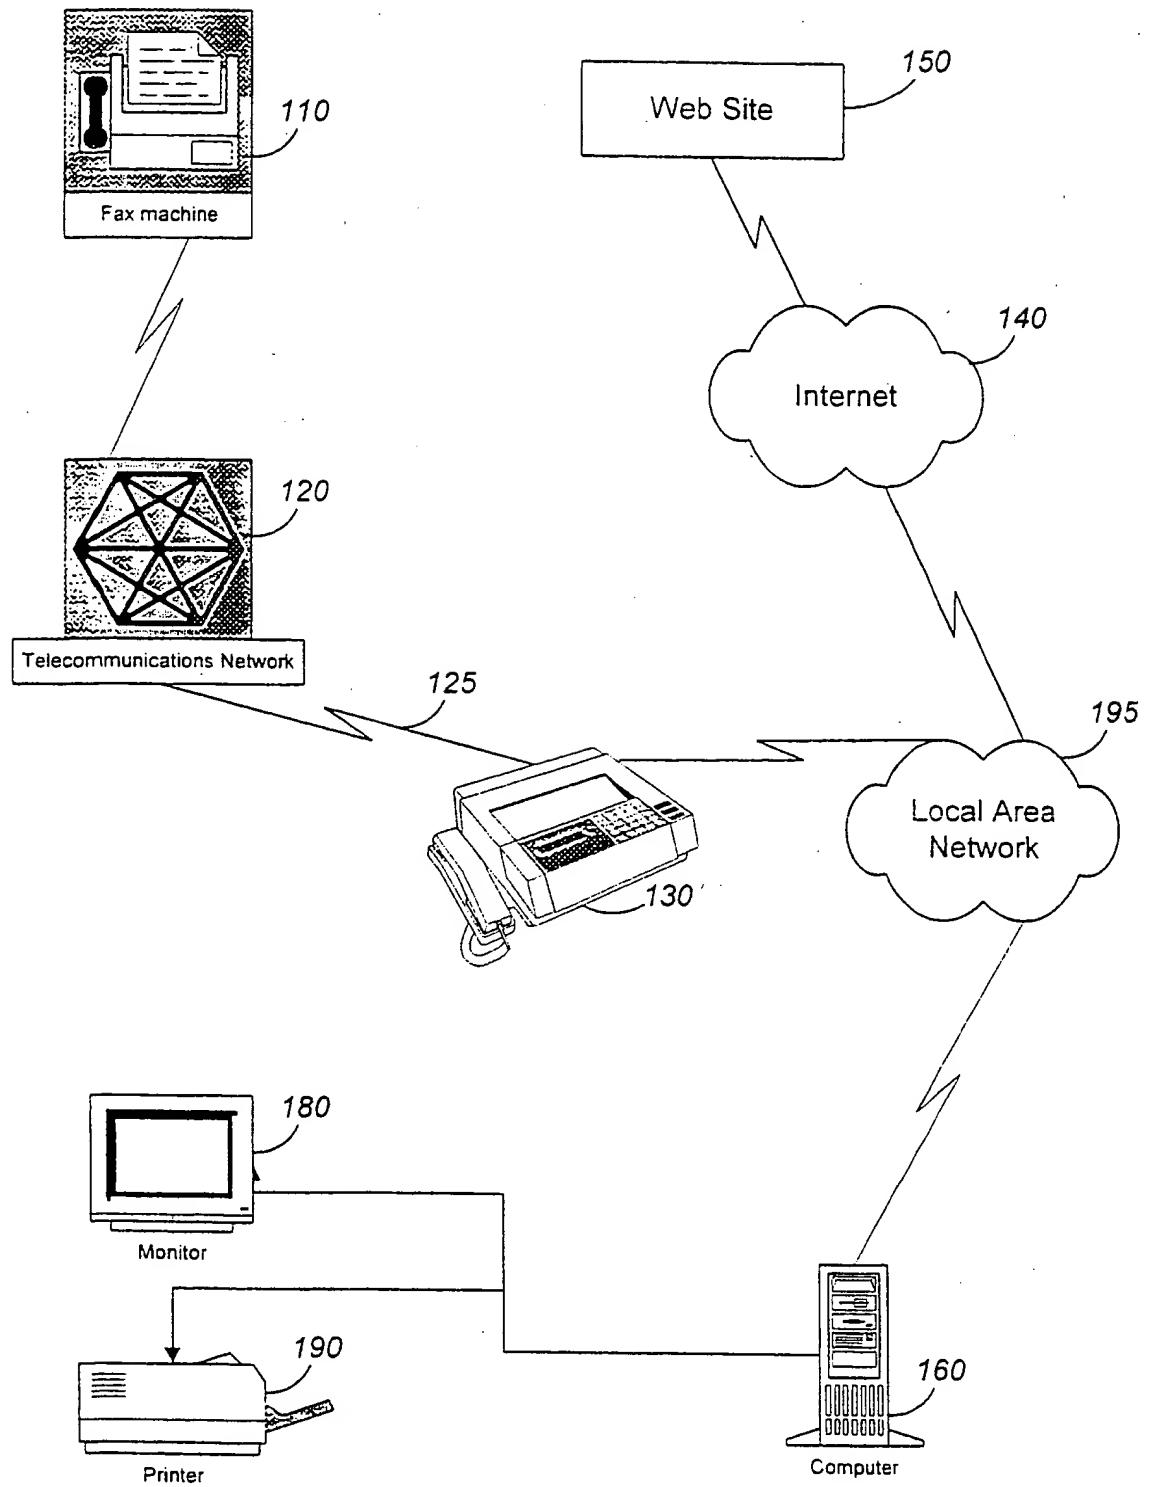 150
Web Site
110
Fax machine
140
Internet
120
Telecommunications Network
125
195
Local Area
Network
130
180
Monitor
190
Printer
160
Computer